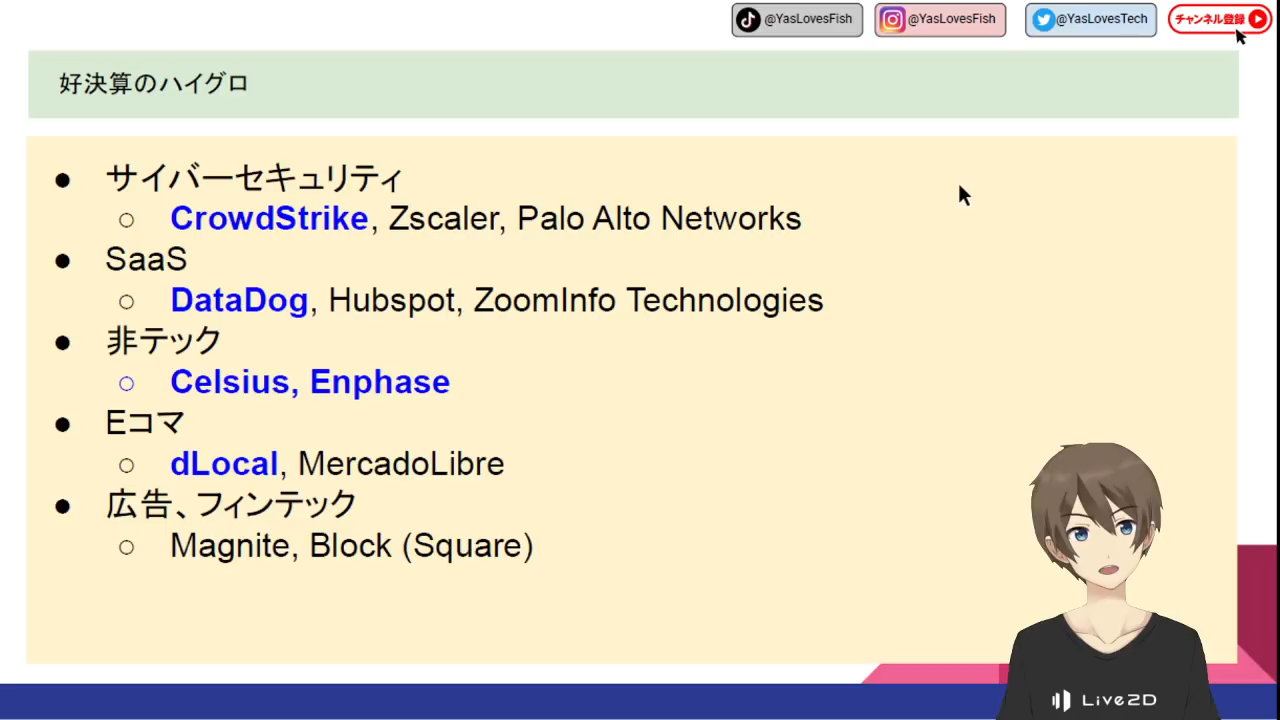 @YasLovesFish @YasLovesFish @YasLovesTech チャンネル登録
好決算のハイグロ
● サイバーセキュリティ
○ CrowdStrike, Zscaler, Palo Alto Networks
● SaaS
○ DataDog, Hubspot, ZoomInfo Technologies
● 非テック
○ Celsius, Enphase
● Eコマ
○ dLocal, MercadoLibre
● 広告、フィンテック
○ Magnite, Block (Square)
Live2D